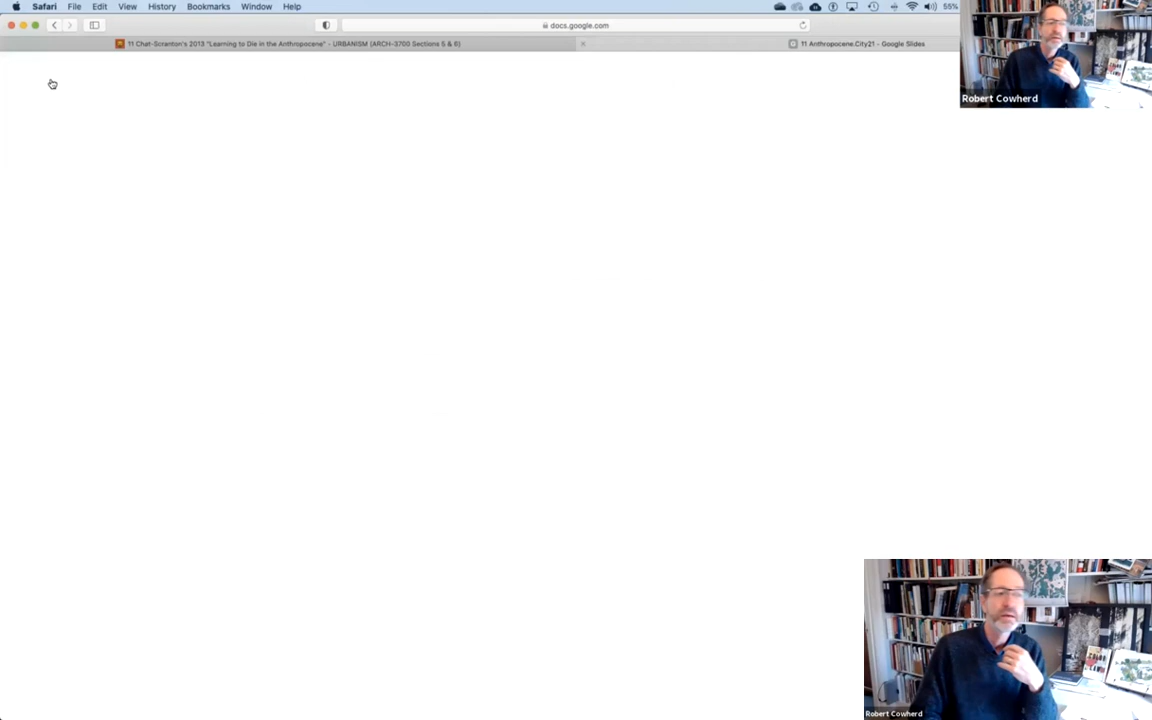 Safari File Edit View History Bookmarks Window Help 55%
docs.google.com
11 Chat-Scranton's 2013 "Learning to Die in the Anthropocene" - URBANISM (ARCH-3700 Sections 5 & 6)
11 Anthropocene.City21 - Google Slides
Robert Cowherd
Robert Cowherd